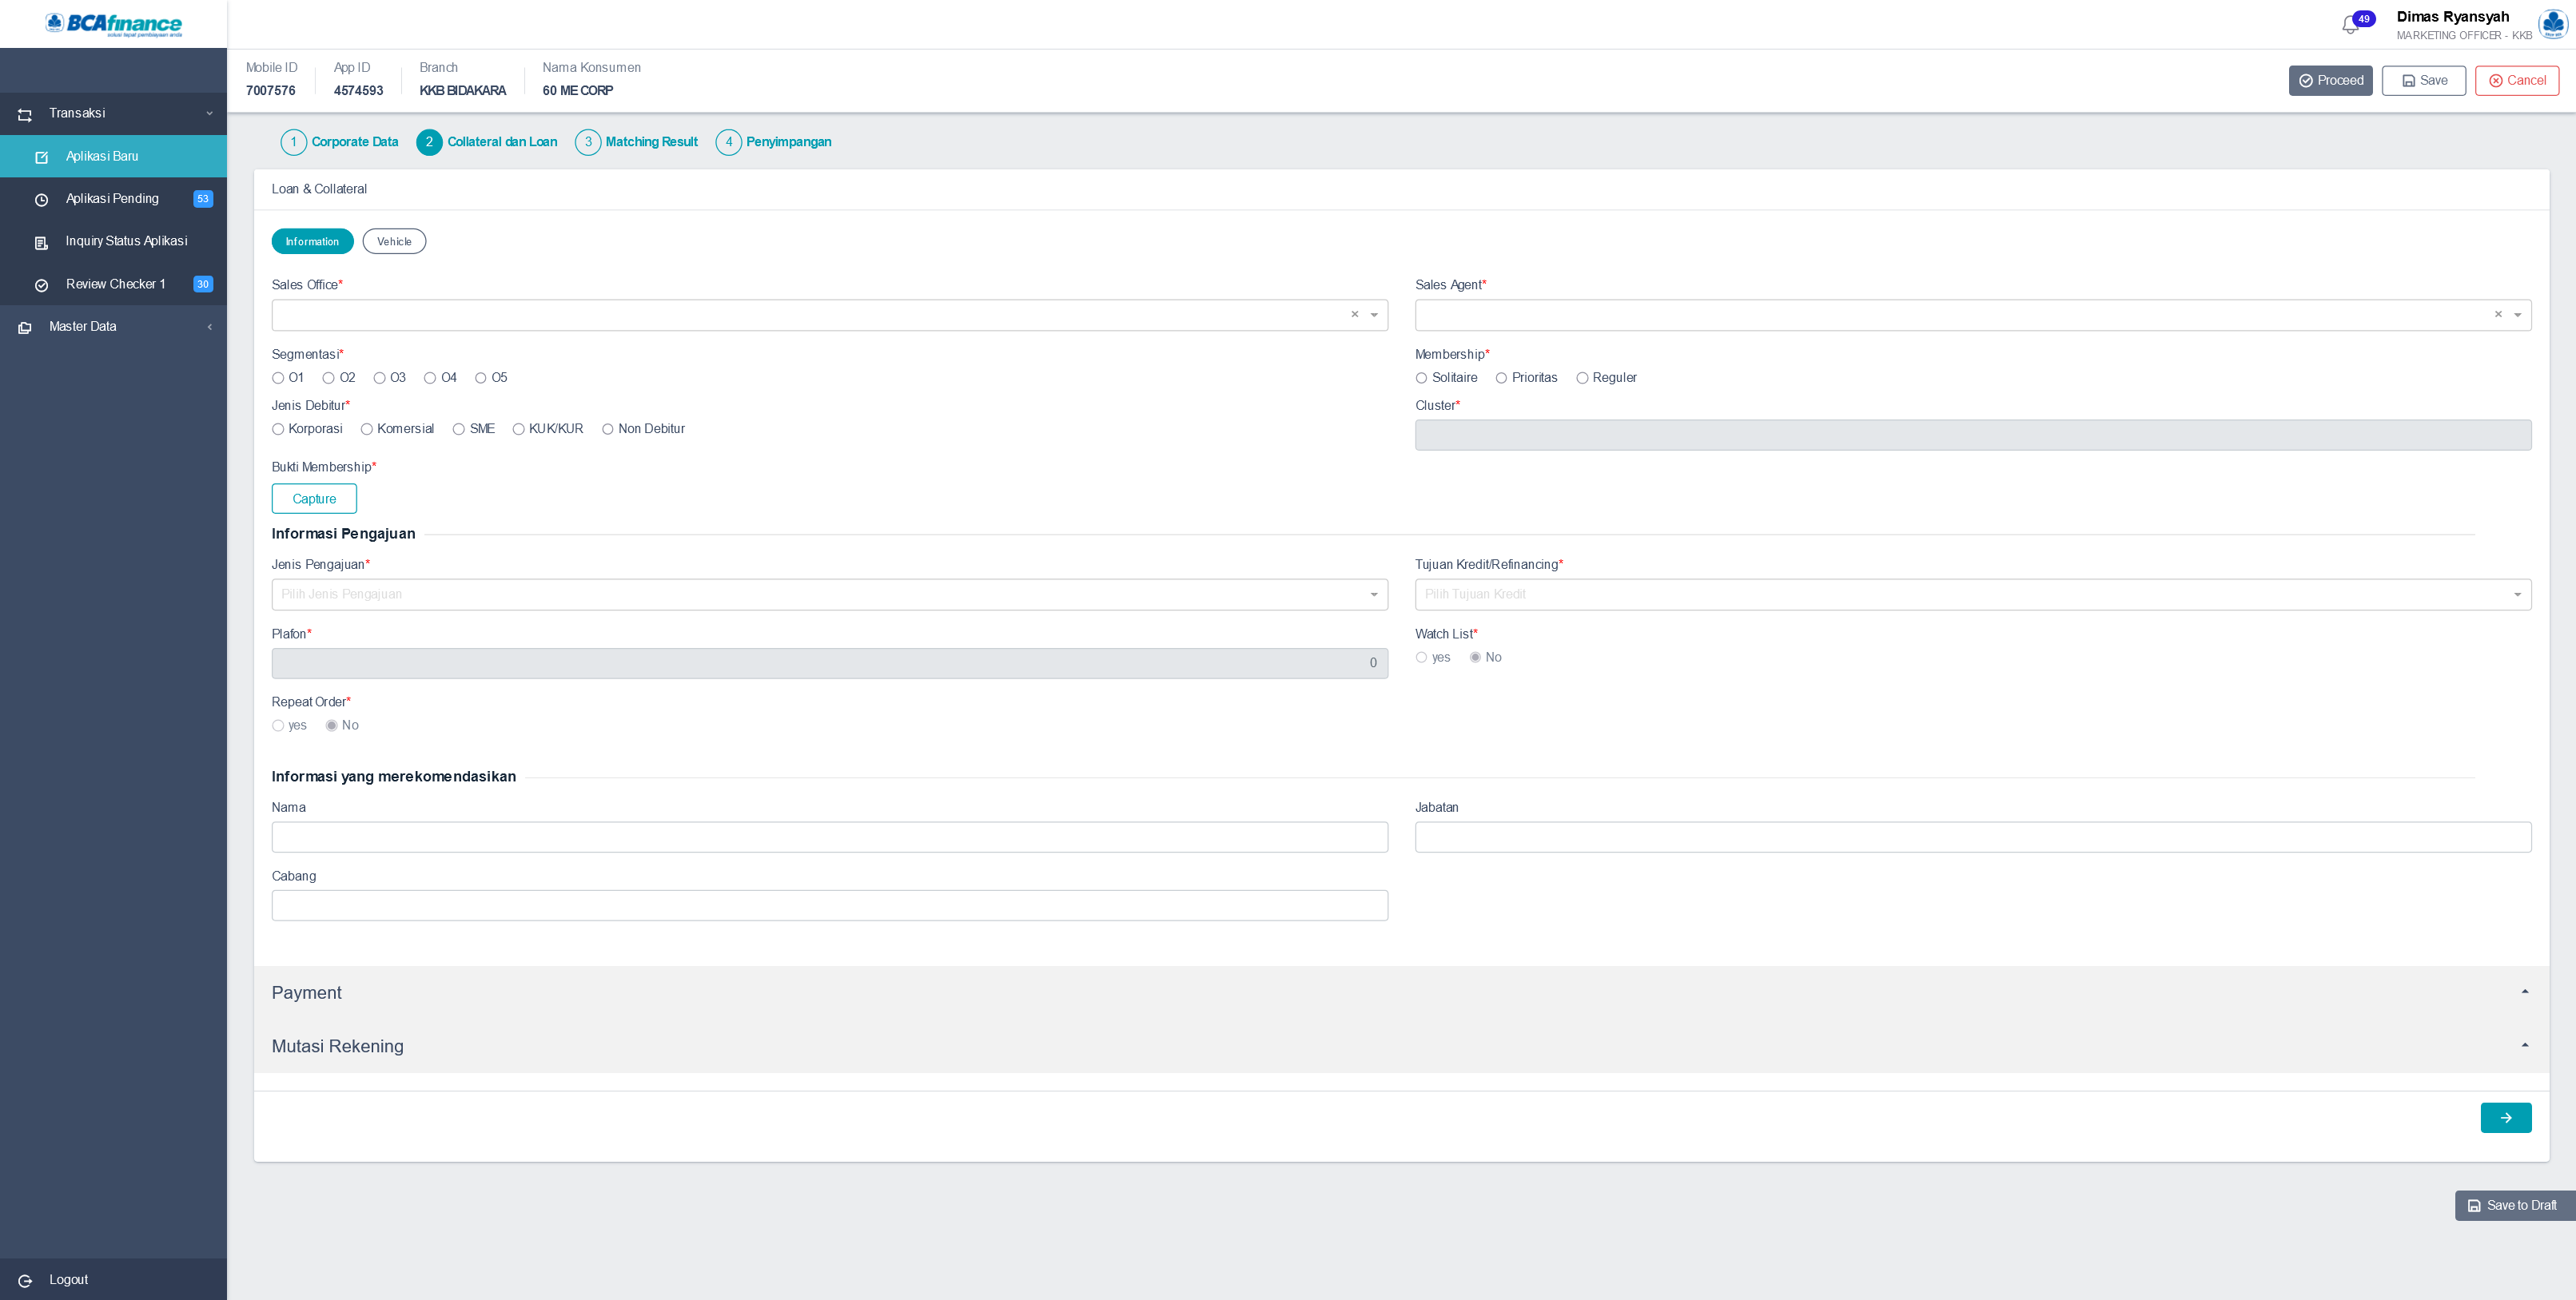 BCAfinance
solusi tepat pembiayaan anda
49
Dimas Ryansyah
MARKETING OFFICER - KKB
Mobile ID
7007576
App ID
4574593
Branch
KKB BIDAKARA
Nama Konsumen
60 ME CORP
Proceed
Save
Cancel
Transaksi
Aplikasi Baru
Aplikasi Pending 53
Inquiry Status Aplikasi
Review Checker 1 30
Master Data
Logout
1 Corporate Data
2 Collateral dan Loan
3 Matching Result
4 Penyimpangan
Loan & Collateral
Information
Vehicle
Sales Office*
×
Sales Agent*
×
Segmentasi*
O1 O2 O3 O4 O5
Membership*
Solitaire Prioritas Reguler
Jenis Debitur*
Korporasi Komersial SME KUK/KUR Non Debitur
Cluster*
Bukti Membership*
Capture
Informasi Pengajuan
Jenis Pengajuan*
Pilih Jenis Pengajuan
Tujuan Kredit/Refinancing*
Pilih Tujuan Kredit
Plafon*
0
Watch List*
yes No
Repeat Order*
yes No
Informasi yang merekomendasikan
Nama
Jabatan
Cabang
Payment
Mutasi Rekening
Save to Draft